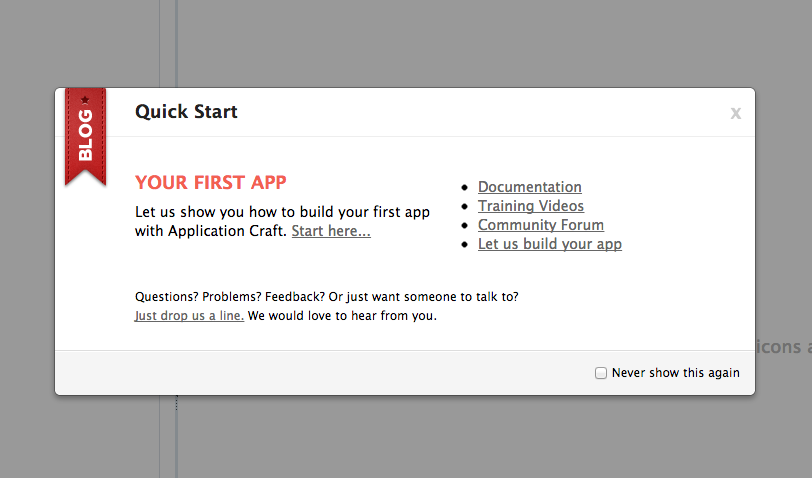 BLOG
Quick Start
x
YOUR FIRST APP
Let us show you how to build your first app
with Application Craft. Start here...
Documentation
Training Videos
Community Forum
Let us build your app
Questions? Problems? Feedback? Or just want someone to talk to?
Just drop us a line. We would love to hear from you.
icons a
Never show this again